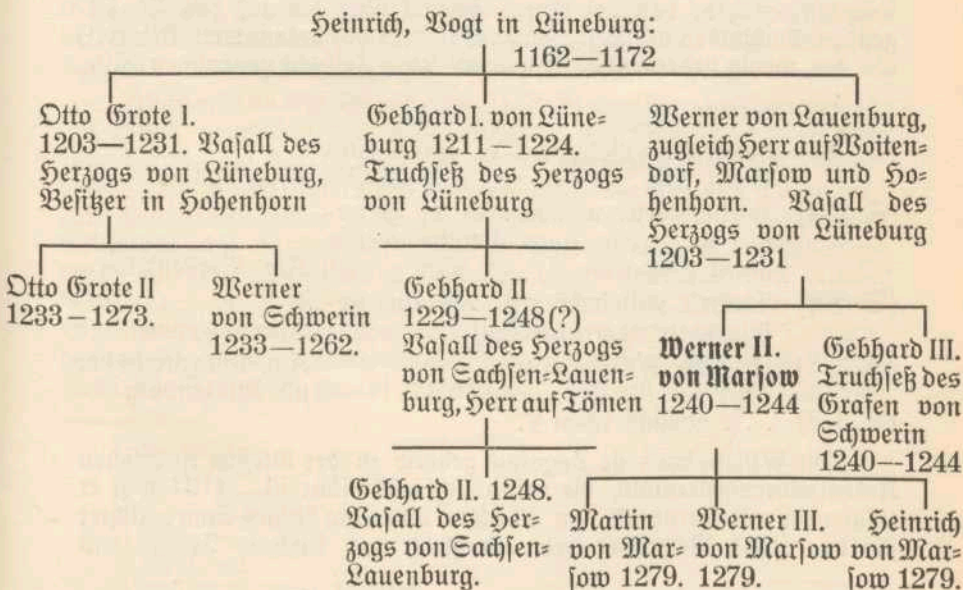 Heinrich, Vogt in Lüneburg:
1162—1172
Otto Grote I.
1203—1231. Vasall des
Herzogs von Lüneburg,
Besitzer in Hohenhorn
Gebhard I. von Lüne-
burg 1211–1224.
Truchseß des Herzogs
von Lüneburg
Werner von Lauenburg,
zugleich Herr auf Woiten-
dorf, Marsow und Ho-
henhorn. Vasall des
Herzogs von Lüneburg
1203—1231
Otto Grote II
1233–1273.
Werner
von Schwerin
1233—1262.
Gebhard II
1229—1248(?)
Vasall des Herzogs
von Sachsen-Lauen-
burg, Herr auf Tömen
Werner II.
von Marsow
1240—1244
Gebhard III.
Truchseß des
Grafen von
Schwerin
1240—1244
Gebhard II. 1248.
Vasall des Her-
zogs von Sachsen-
Lauenburg.
Martin
von Mar-
sow 1279.
Werner III.
von Marsow
1279.
Heinrich
von Mar-
sow 1279.